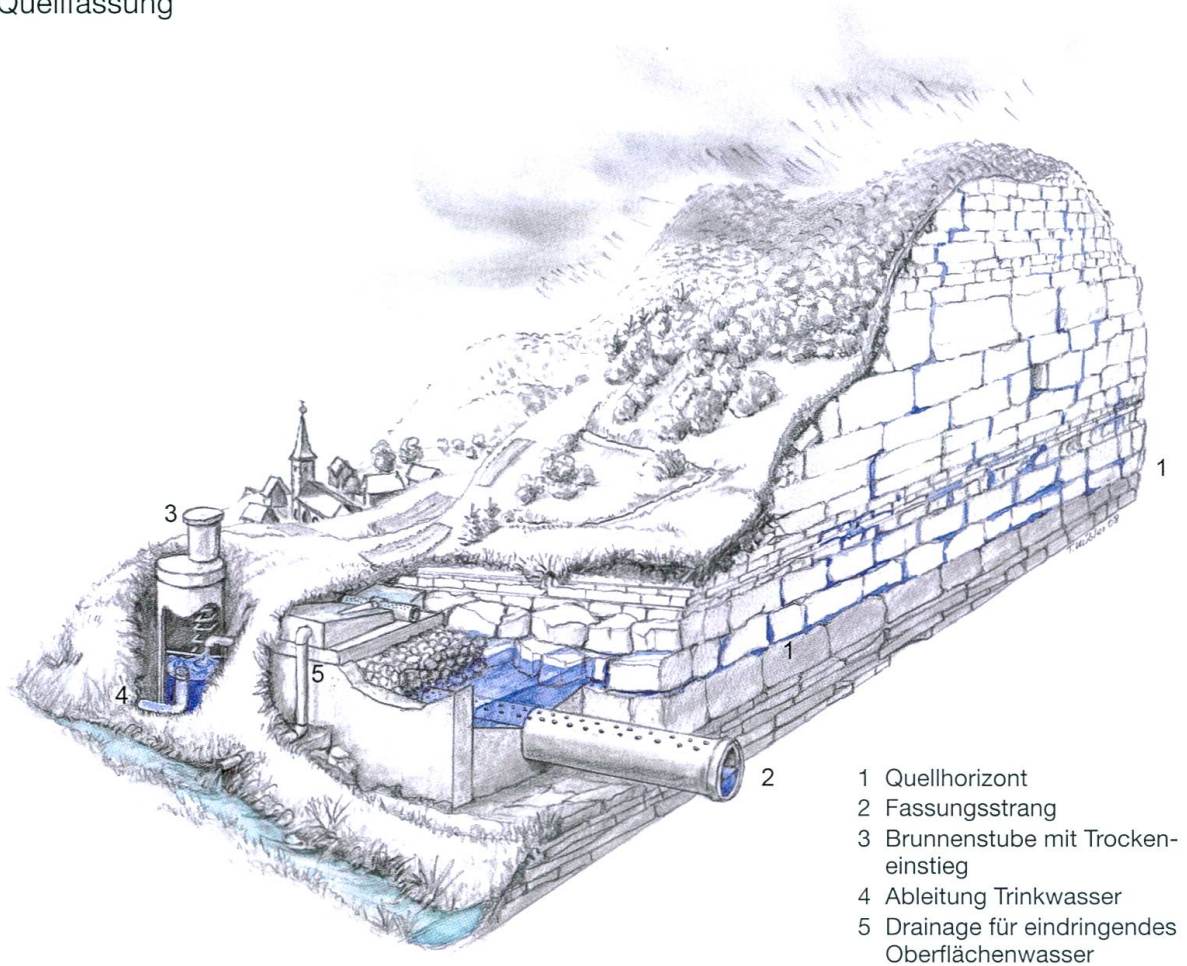 Quellfassung
3
1
5
1
4
2
1 Quellhorizont
2 Fassungsstrang
3 Brunnenstube mit Trocken-
einstieg
4 Ableitung Trinkwasser
5 Drainage für eindringendes
Oberflächenwasser